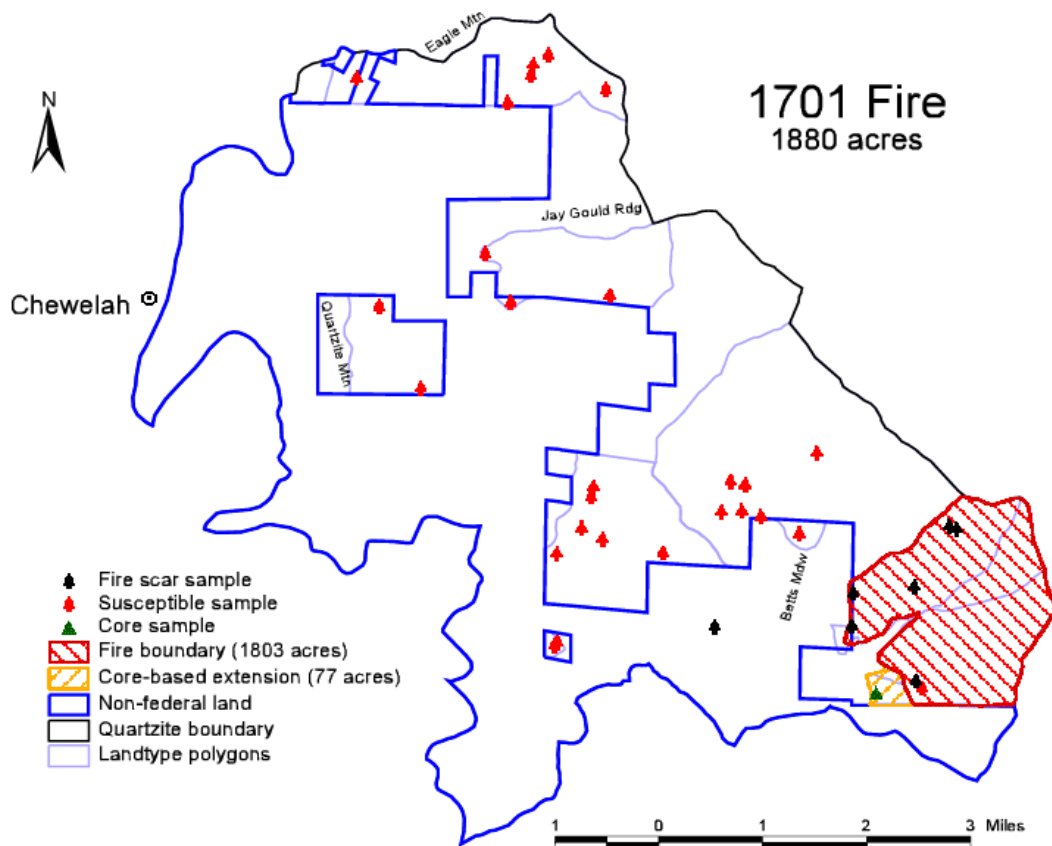 Eagle Mtn
1701 Fire
1880 acres
N
Jay Gould Rdg
Chewelah
Quartzite Mtn
Betts Mdw
Fire scar sample
Susceptible sample
Core sample
Fire boundary (1803 acres)
Core-based extension (77 acres)
Non-federal land
Quartzite boundary
Landtype polygons
1 0 1 2 3 Miles